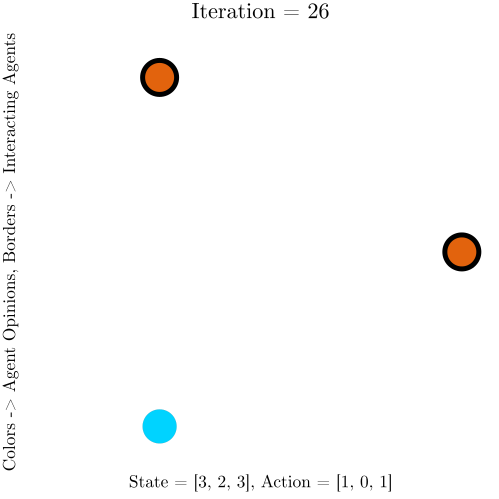 Iteration = 26
Colors -> Agent Opinions, Borders -> Interacting Agents
State = [3, 2, 3], Action = [1, 0, 1]